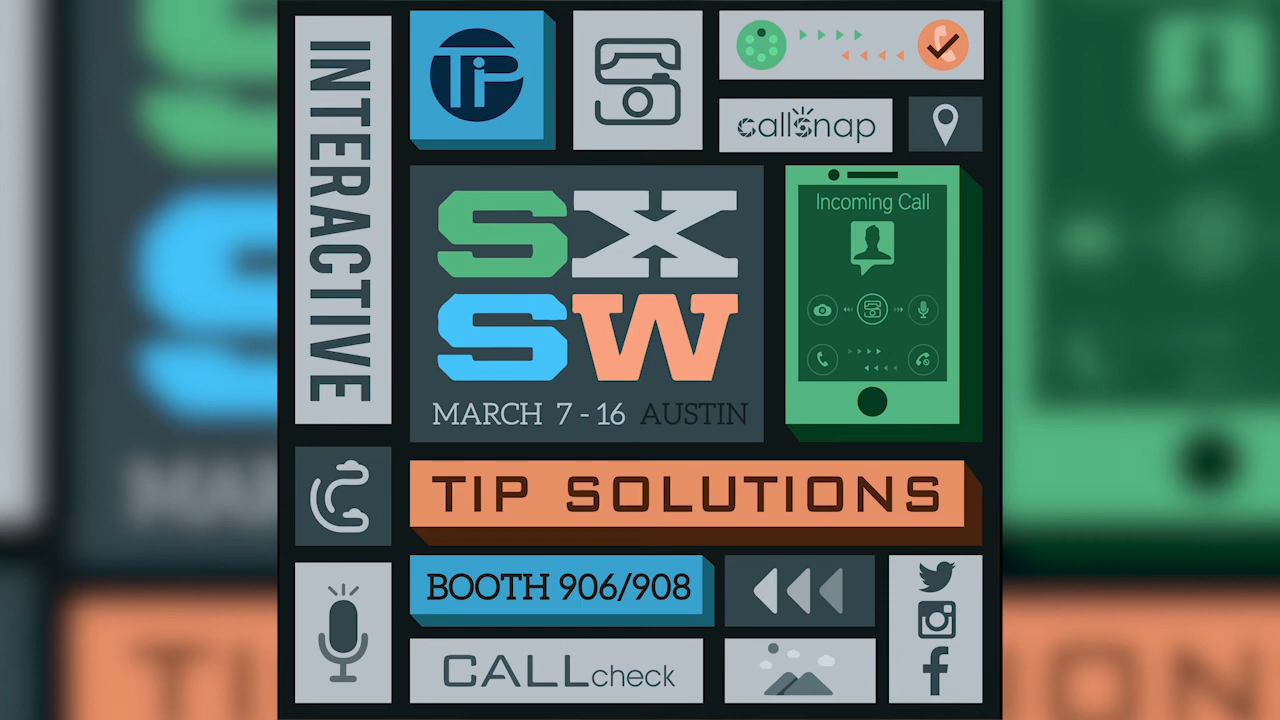 INTERACTIVE
TiP
callsnap
Incoming Call
SX
SW
MARCH 7 - 16 AUSTIN
TIP SOLUTIONS
BOOTH 906/908
CALLcheck